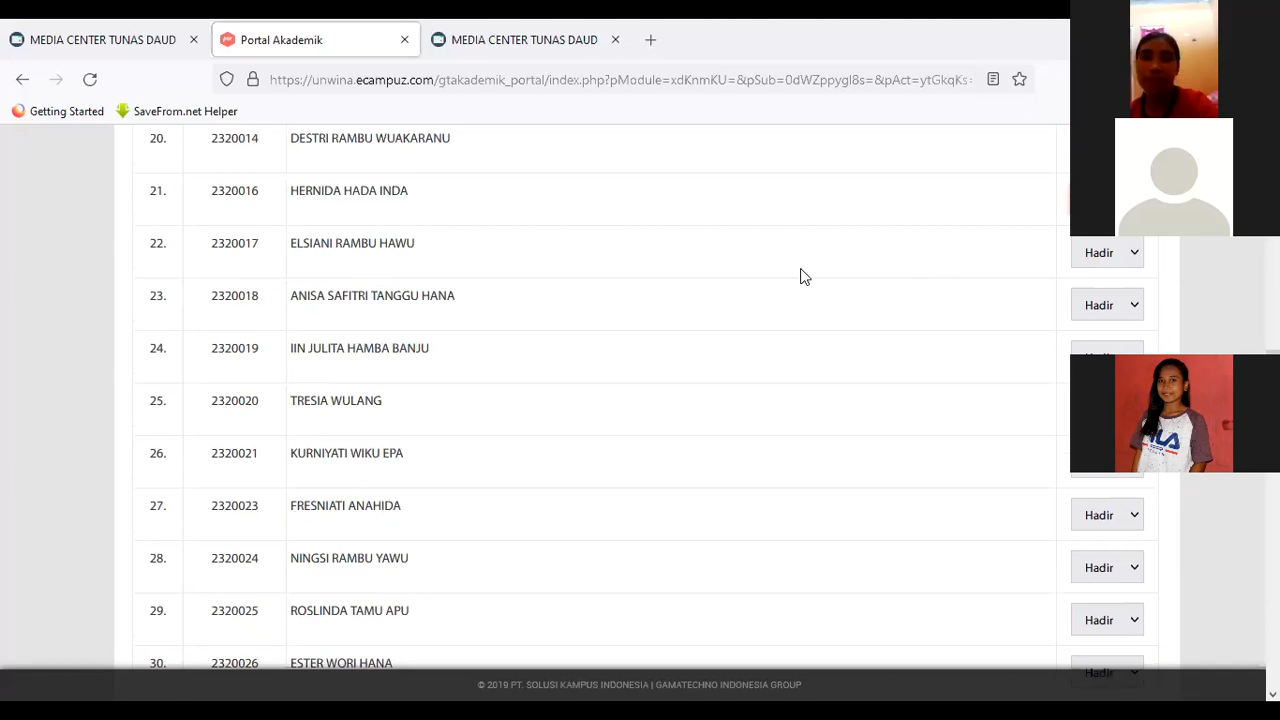 MEDIA CENTER TUNAS DAUD
Portal Akademik
MEDIA CENTER TUNAS DAUD
https://unwina.ecampuz.com/gtakademik_portal/index.php?pModule=xdKnmKU=&pSub=0dWZppygl8s=&pAct=ytGkqKs=
Getting Started
SaveFrom.net Helper
20. 2320014 DESTRI RAMBU WUAKARANU
21. 2320016 HERNIDA HADA INDA
22. 2320017 ELSIANI RAMBU HAWU Hadir
23. 2320018 ANISA SAFITRI TANGGU HANA Hadir
24. 2320019 IIN JULITA HAMBA BANJU
25. 2320020 TRESIA WULANG
26. 2320021 KURNIYATI WIKU EPA
27. 2320023 FRESNIATI ANAHIDA Hadir
28. 2320024 NINGSI RAMBU YAWU Hadir
29. 2320025 ROSLINDA TAMU APU Hadir
30. 2320026 ESTER WORI HANA Hadir
© 2019 PT. SOLUSI KAMPUS INDONESIA | GAMATECHNO INDONESIA GROUP